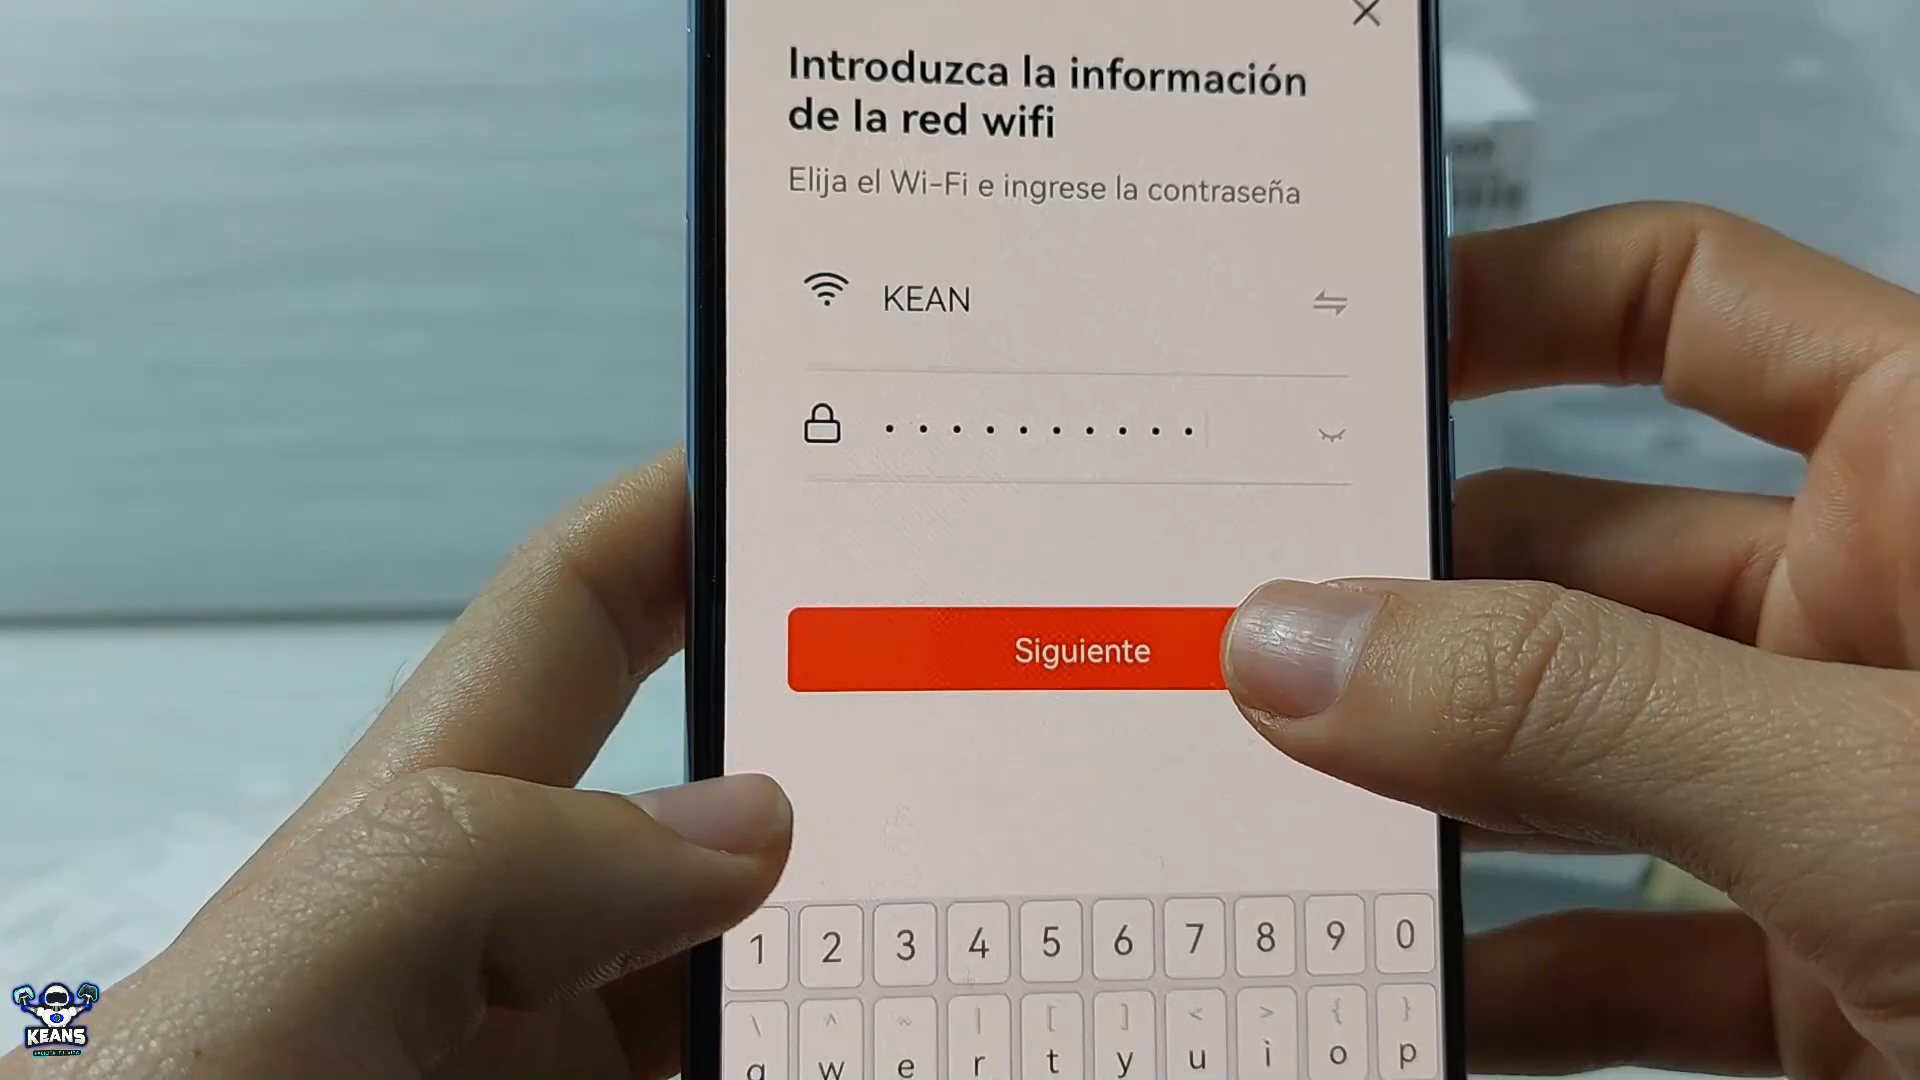 Introduzca la información
de la red wifi
Elija el Wi-Fi e ingrese la contraseña
KEAN
..........
Siguiente
1 2 3 4 5 6 7 8 9 0
\ ^ ~ | [ ] < > { }
q w e r t y u i o p
KEANS